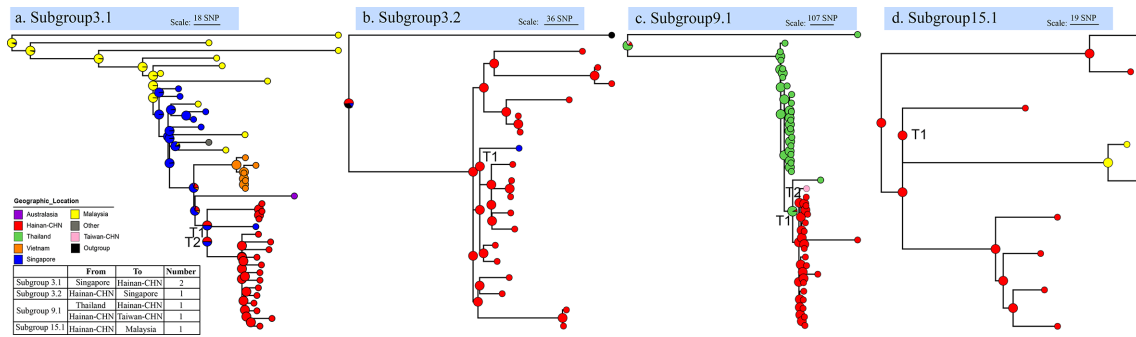 a. Subgroup3.1
Scale: 18 SNP
b. Subgroup3.2
Scale: 36 SNP
c. Subgroup9.1
Scale: 107 SNP
d. Subgroup15.1
Scale: 19 SNP
T1
T2
T1
T2
T1
T1
Geographic_Location
Australasia
Malaysia
Hainan-CHN
Other
Thailand
Taiwan-CHN
Vietnam
Outgroup
Singapore
From To Number
Subgroup 3.1 Singapore Hainan-CHN 2
Subgroup 3.2 Hainan-CHN Singapore 1
Subgroup 9.1 Thailand Hainan-CHN 1
Hainan-CHN Taiwan-CHN 1
Subgroup 15.1 Hainan-CHN Malaysia 1